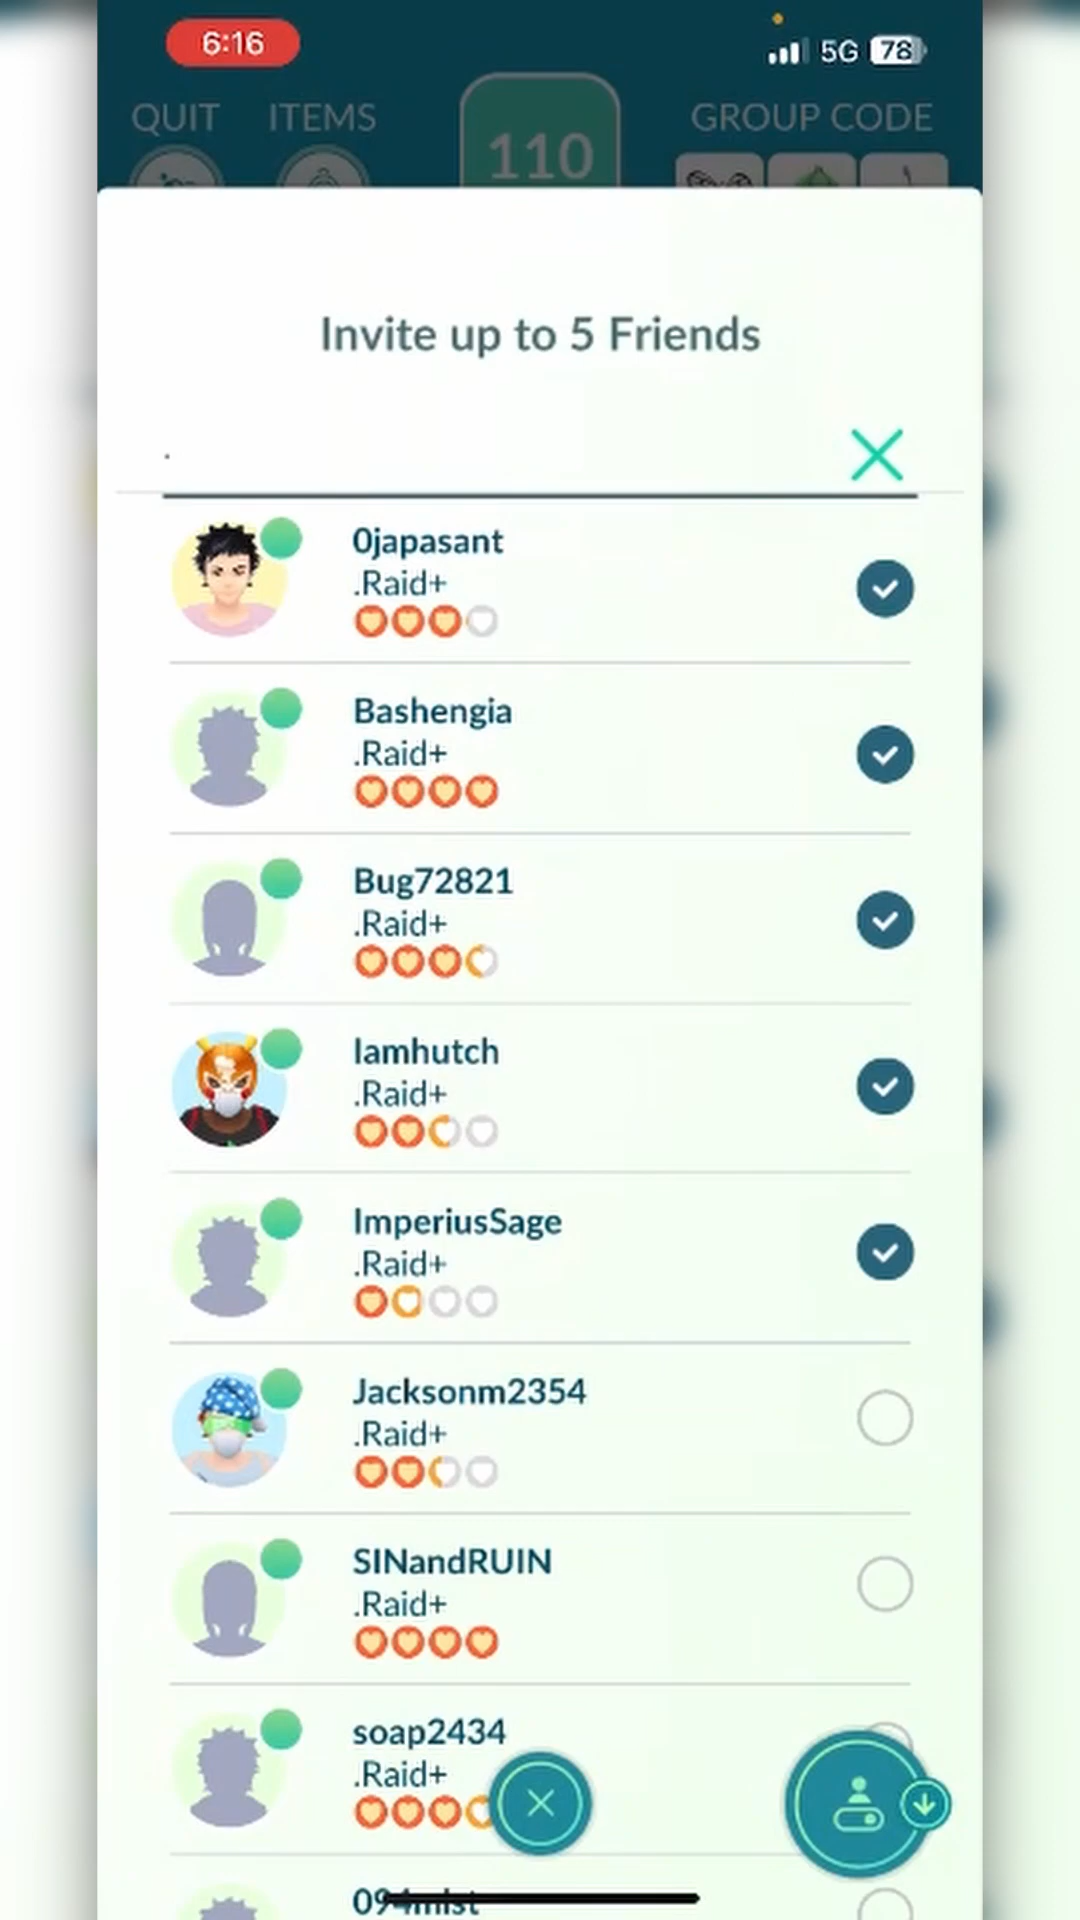 6:16
5G 78
QUIT ITEMS GROUP CODE
110
Invite up to 5 Friends
.
0japasant
.Raid+
Bashengia
.Raid+
Bug72821
.Raid+
Iamhutch
.Raid+
ImperiusSage
.Raid+
Jacksonm2354
.Raid+
SINandRUIN
.Raid+
soap2434
.Raid+
094mist